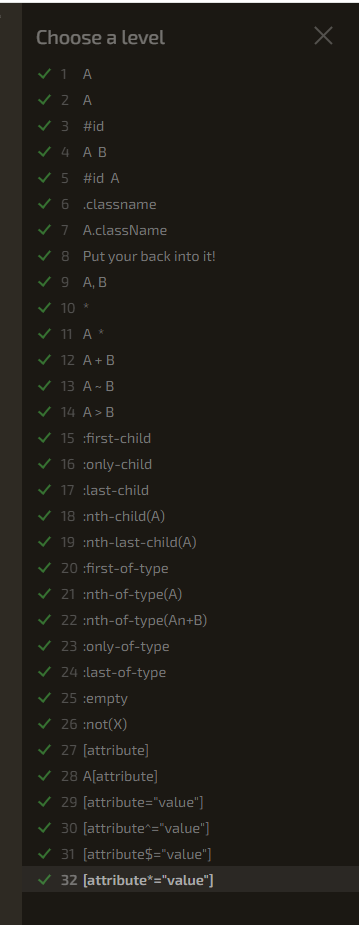 Choose a level
1 A
2 A
3 #id
4 A B
5 #id A
6 .classname
7 A.className
8 Put your back into it!
9 A, B
10 *
11 A *
12 A + B
13 A ~ B
14 A > B
15 :first-child
16 :only-child
17 :last-child
18 :nth-child(A)
19 :nth-last-child(A)
20 :first-of-type
21 :nth-of-type(A)
22 :nth-of-type(An+B)
23 :only-of-type
24 :last-of-type
25 :empty
26 :not(X)
27 [attribute]
28 A[attribute]
29 [attribute="value"]
30 [attribute^="value"]
31 [attribute$="value"]
32 [attribute*="value"]